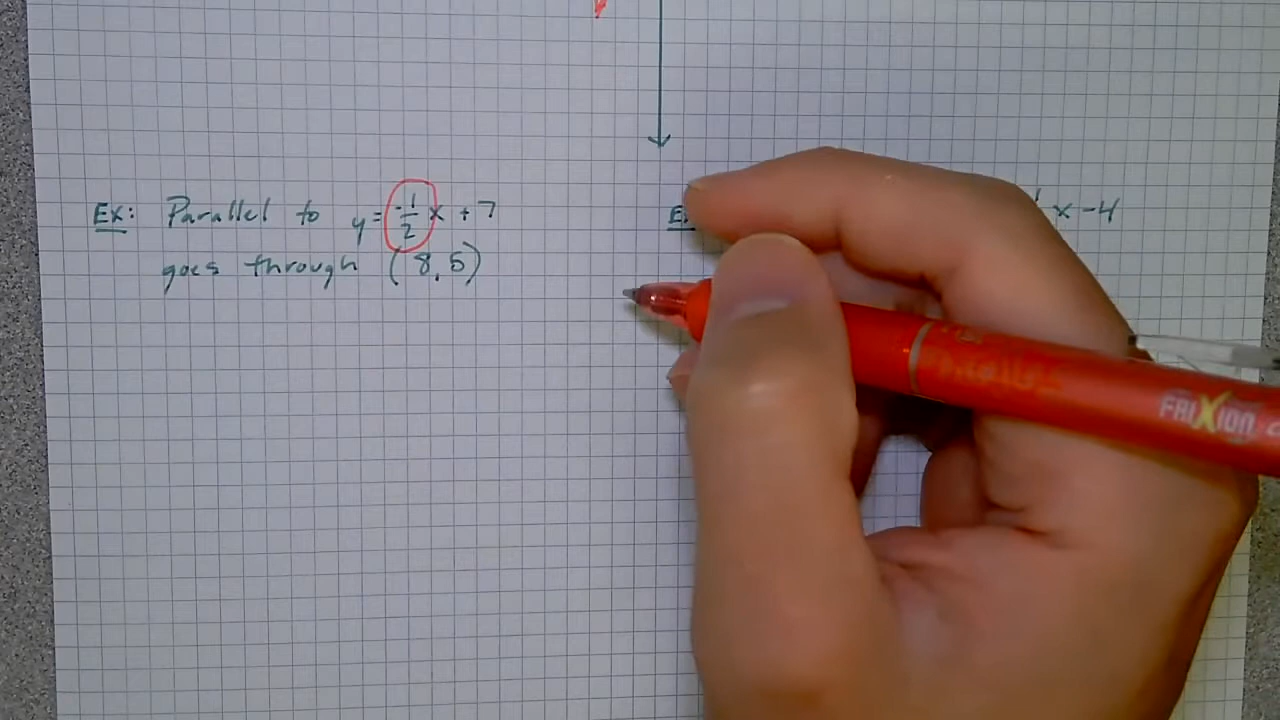 Ex: Parallel to y = -1/2 x + 7
goes through (8, 5)
x - 4
FRIXION